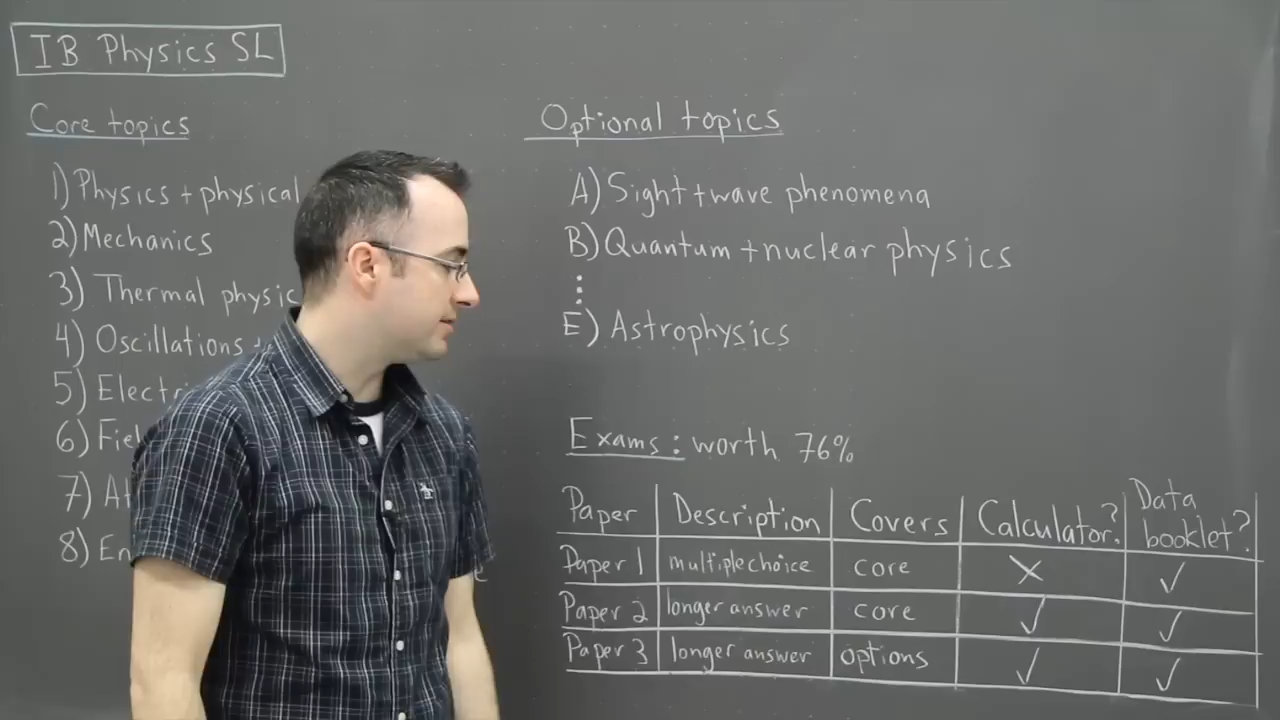 IB Physics SL
Core topics
1) Physics + physical
2) Mechanics
3) Thermal physic
4) Oscillations
5) Electr
6) Fiel
7) At
8) En
Optional topics
A) Sight + wave phenomena
B) Quantum + nuclear physics
⋮
E) Astrophysics
Exams: worth 76%
Paper Description Covers Calculator? Data booklet?
Paper 1 multiple choice core ✗ ✓
Paper 2 longer answer core ✓ ✓
Paper 3 longer answer options ✓ ✓